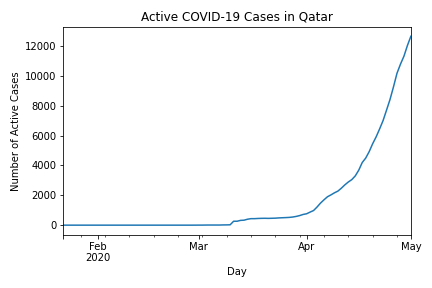 Active COVID-19 Cases in Qatar
Number of Active Cases
12000
10000
8000
6000
4000
2000
0
Feb
2020
Mar
Apr
May
Day